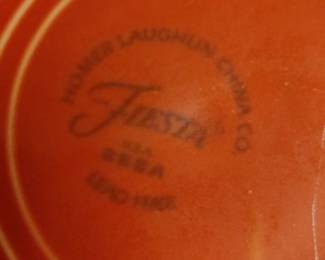 HOMER LAUGHLIN CHINA CO.
Fiesta
USA
LEAD FREE